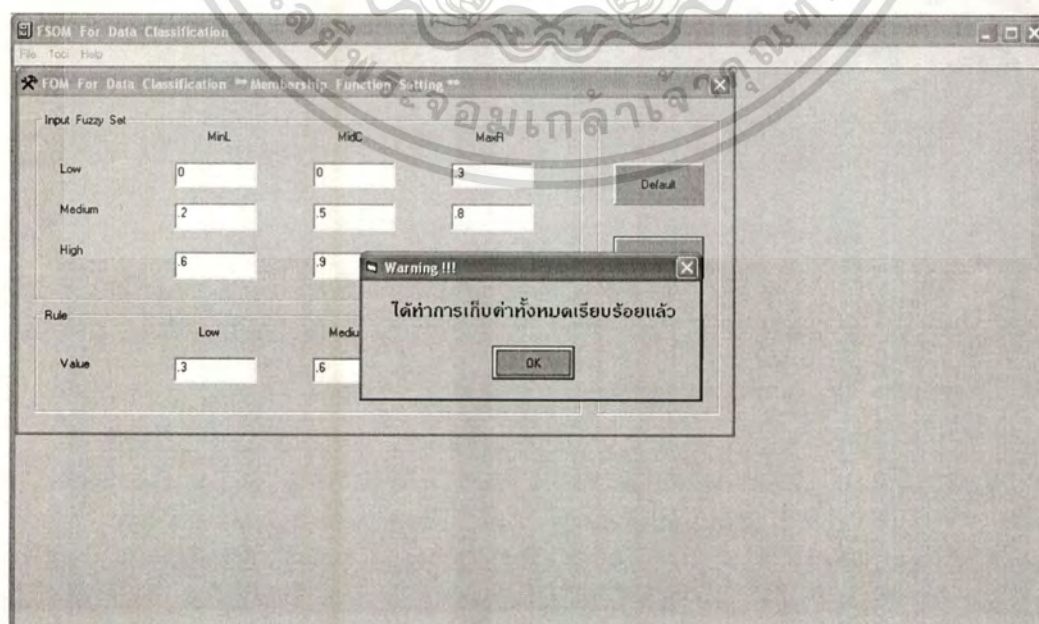 FSOM For Data Classification
File Tool Help
FOM For Data Classification ** Membership Function Setting **
Input Fuzzy Set
MinL MidC MaxR
Low 0 0 .3 Default
Medium .2 .5 .8
High .6 .9
Warning !!!
ได้ทำการเก็บค่าทั้งหมดเรียบร้อยแล้ว
OK
Rule
Low Mediu
Value .3 .6